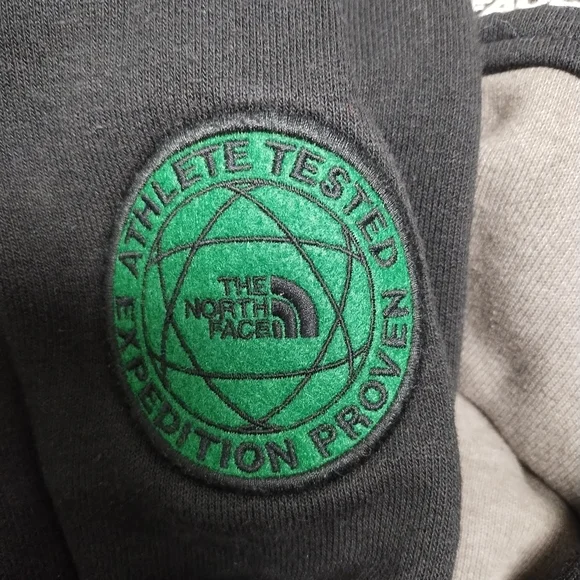 ATHLETE TESTED
EXPEDITION PROVEN
THE
NORTH
FACE